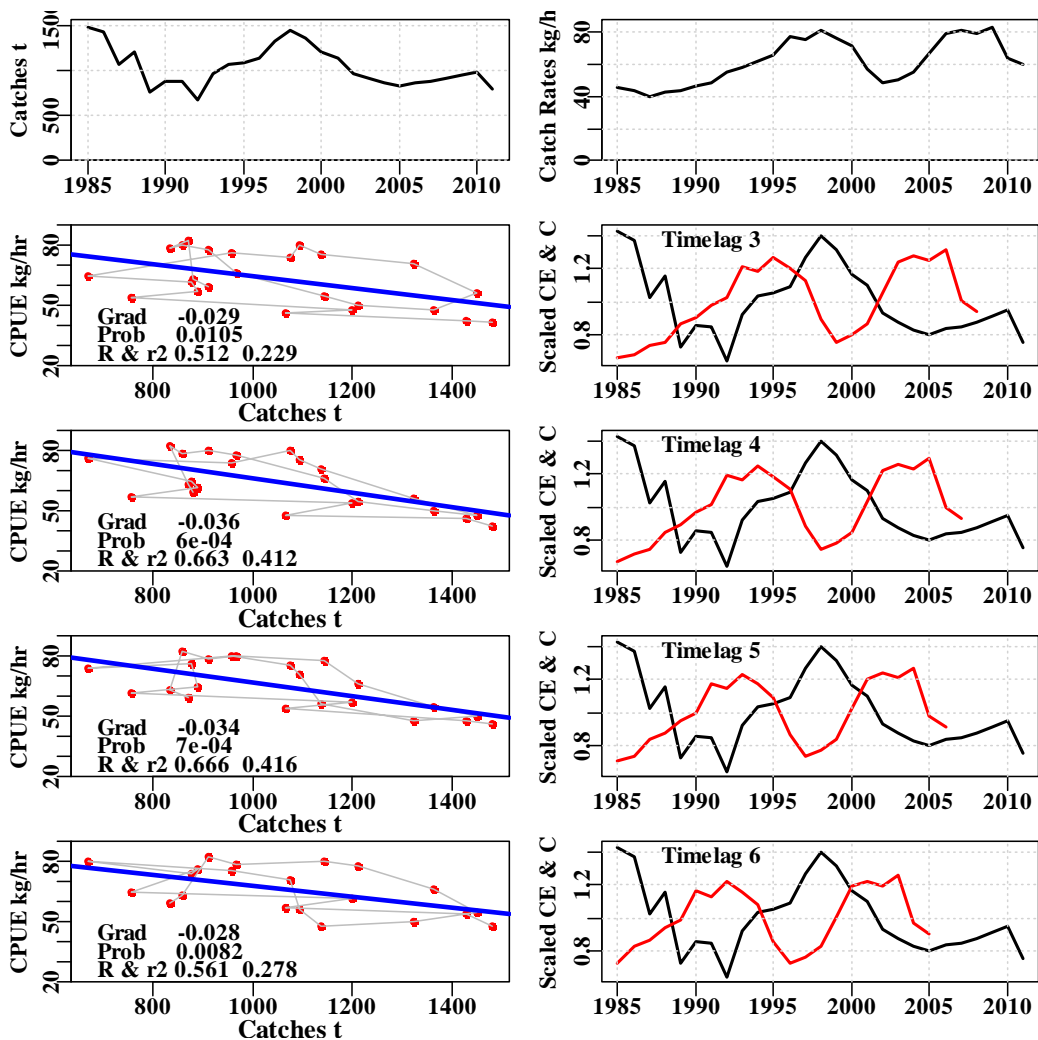 Catches t
0 500 1500
1985 1990 1995 2000 2005 2010
Catch Rates kg/h
0 40 80
1985 1990 1995 2000 2005 2010
CPUE kg/hr
20 50 80
Grad -0.029
Prob 0.0105
R & r2 0.512 0.229
800 1000 1200 1400
Catches t
Scaled CE & C
0.8 1.2
Timelag 3
1985 1990 1995 2000 2005 2010
CPUE kg/hr
20 50 80
Grad -0.036
Prob 6e-04
R & r2 0.663 0.412
800 1000 1200 1400
Catches t
Scaled CE & C
0.8 1.2
Timelag 4
1985 1990 1995 2000 2005 2010
CPUE kg/hr
20 50 80
Grad -0.034
Prob 7e-04
R & r2 0.666 0.416
800 1000 1200 1400
Catches t
Scaled CE & C
0.8 1.2
Timelag 5
1985 1990 1995 2000 2005 2010
CPUE kg/hr
20 50 80
Grad -0.028
Prob 0.0082
R & r2 0.561 0.278
800 1000 1200 1400
Catches t
Scaled CE & C
0.8 1.2
Timelag 6
1985 1990 1995 2000 2005 2010